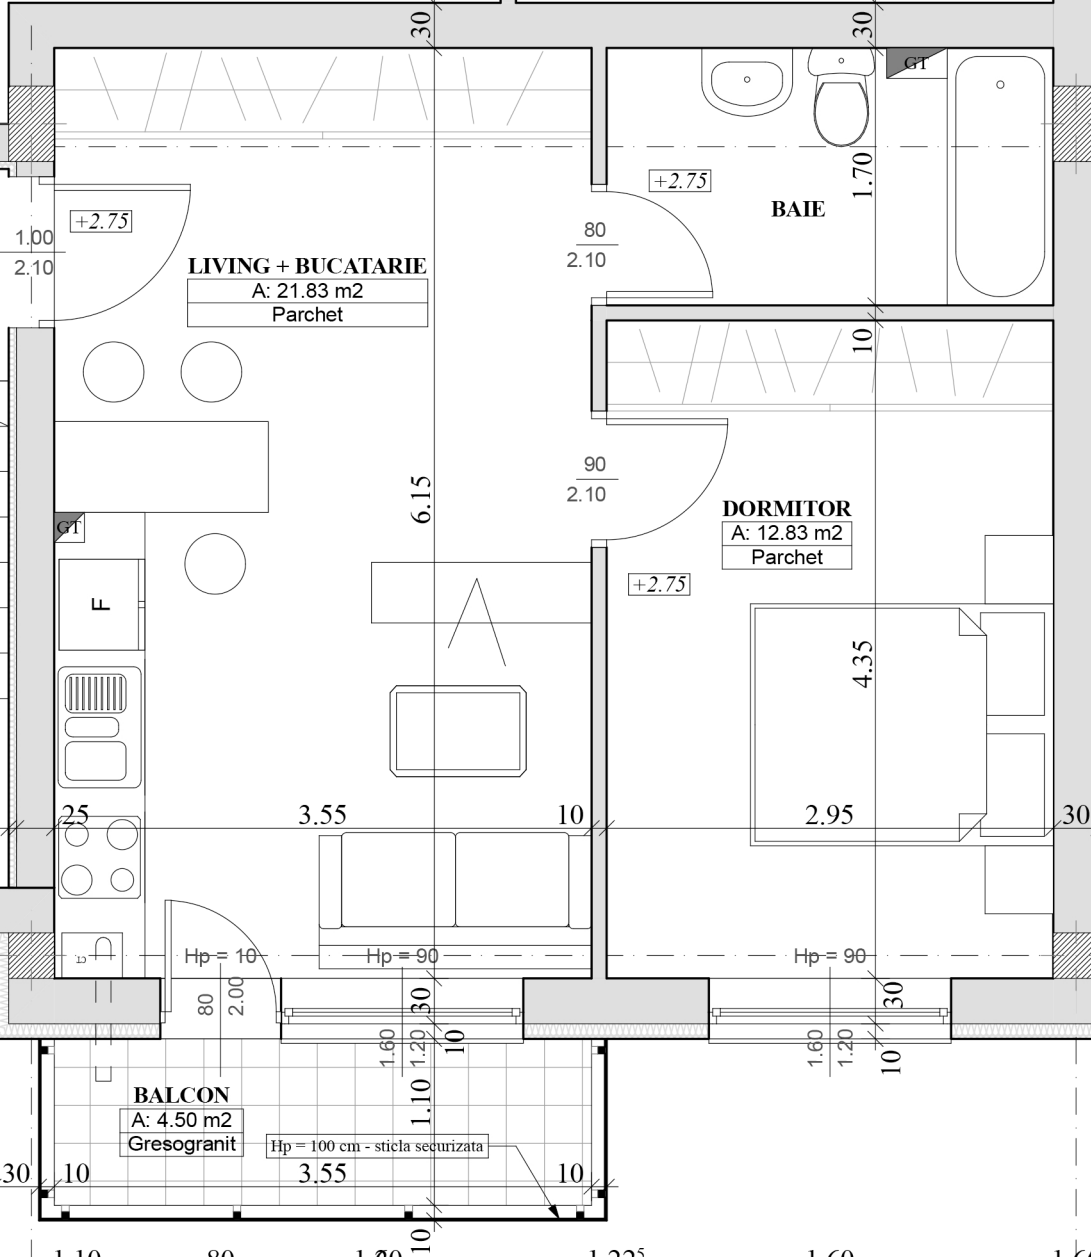 30
30
GT
1.70
+2.75
+2.75
BAIE
1.00
2.10
80
2.10
LIVING + BUCATARIE
A: 21.83 m2
Parchet
10
90
2.10
6.15
DORMITOR
A: 12.83 m2
Parchet
GT
+2.75
F
4.35
25
3.55
10
2.95
30
Hp = 10
Hp = 90
Hp = 90
80
2.00
30
30
1.60
1.20
10
1.60
1.20
10
BALCON
A: 4.50 m2
Gresogranit
1.10
Hp = 100 cm - sticla securizata
30
10
3.55
10
10
1.10
80
1.22⁵
1.60